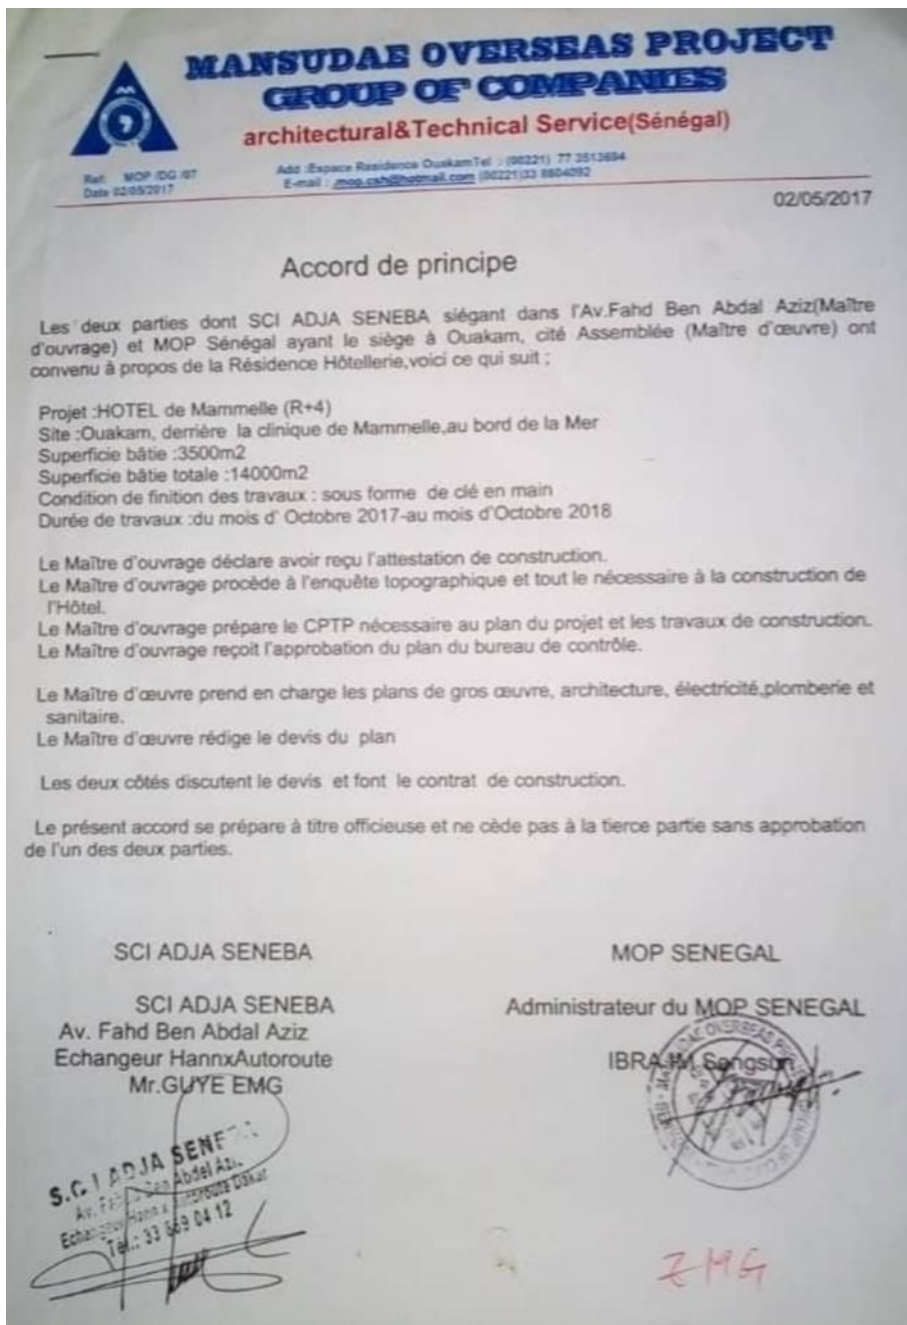 MANSUDAE OVERSEAS PROJECT
GROUP OF COMPANIES
architectural&Technical Service(Sénégal)
Ref: MOP /DG /07
Date 02/05/2017
Add :Espace Residence OuakamTel : (00221) 77 3513694
E-mail : mop.csh@hotmail.com (00221)33 8604092
02/05/2017
Accord de principe
Les deux parties dont SCI ADJA SENEBA siégant dans l'Av.Fahd Ben Abdal Aziz(Maître
d'ouvrage) et MOP Sénégal ayant le siège à Ouakam, cité Assemblée (Maître d'œuvre) ont
convenu à propos de la Résidence Hôtellerie,voici ce qui suit ;
Projet :HOTEL de Mammelle (R+4)
Site :Ouakam, derrière la clinique de Mammelle,au bord de la Mer
Superficie bâtie :3500m2
Superficie bâtie totale :14000m2
Condition de finition des travaux : sous forme de clé en main
Durée de travaux :du mois d' Octobre 2017-au mois d'Octobre 2018
Le Maître d'ouvrage déclare avoir reçu l'attestation de construction.
Le Maître d'ouvrage procède à l'enquête topographique et tout le nécessaire à la construction de
l'Hôtel.
Le Maître d'ouvrage prépare le CPTP nécessaire au plan du projet et les travaux de construction.
Le Maître d'ouvrage reçoit l'approbation du plan du bureau de contrôle.
Le Maître d'œuvre prend en charge les plans de gros œuvre, architecture, électricité,plomberie et
sanitaire.
Le Maître d'œuvre rédige le devis du plan
Les deux côtés discutent le devis et font le contrat de construction.
Le présent accord se prépare à titre officieuse et ne cède pas à la tierce partie sans approbation
de l'un des deux parties.
SCI ADJA SENEBA
MOP SENEGAL
SCI ADJA SENEBA
Av. Fahd Ben Abdal Aziz
Echangeur HannxAutoroute
Mr.GUYE EMG
Administrateur du MOP SENEGAL
IBRAHIM Songsun
S.C.I ADJA SENE
Ben Abdel Aziz
Hann x Autoroute Dakar
Tel.: 33 869 04 12
MANSUDAE OVERSEAS PROJECT
EMG